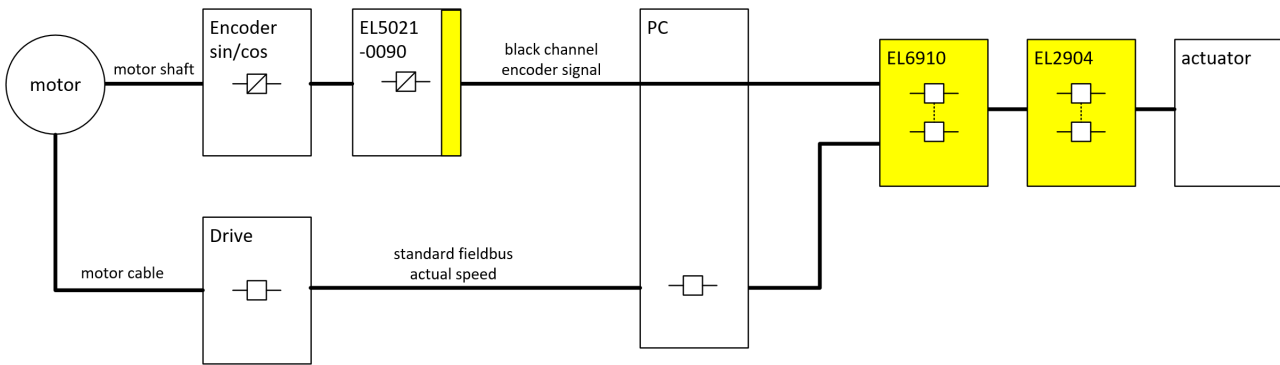 motor
motor shaft
Encoder
sin/cos
EL5021
-0090
black channel
encoder signal
PC
EL6910
EL2904
actuator
motor cable
Drive
standard fieldbus
actual speed